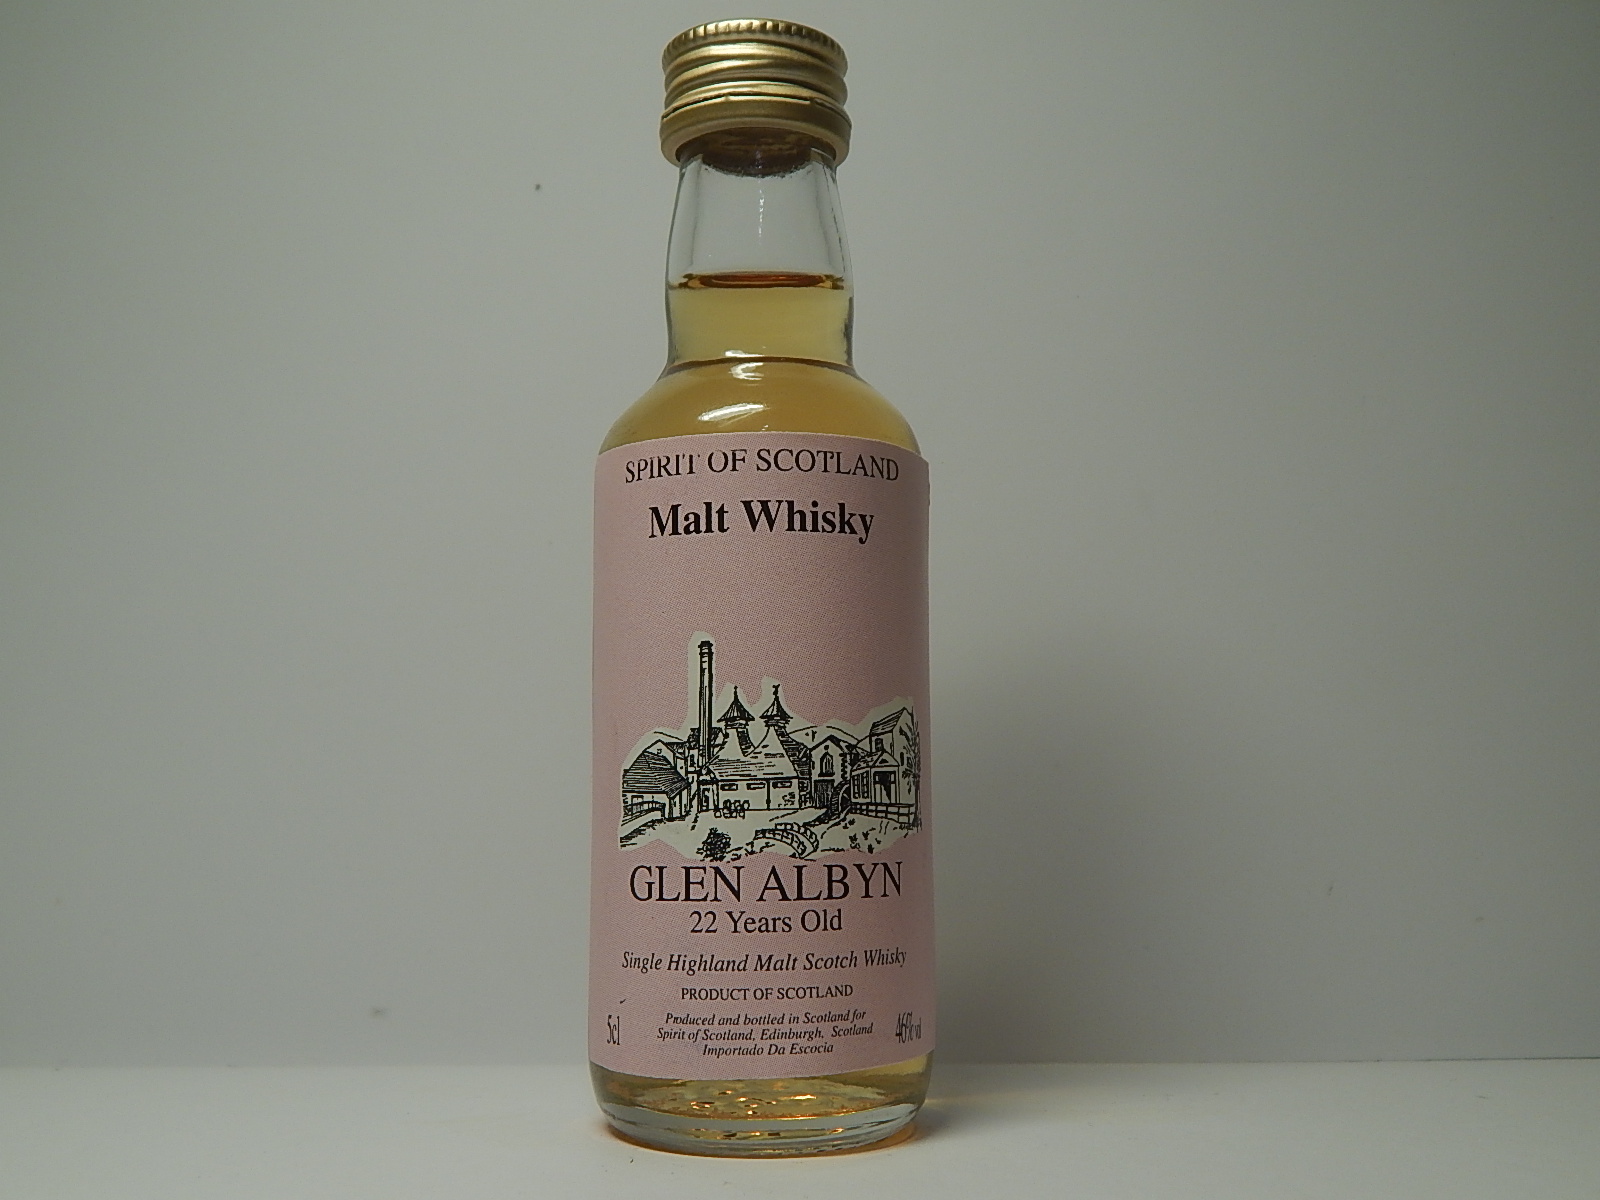 SPIRIT OF SCOTLAND
Malt Whisky
GLEN ALBYN
22 Years Old
Single Highland Malt Scotch Whisky
PRODUCT OF SCOTLAND
Produced and bottled in Scotland for
Spirit of Scotland, Edinburgh, Scotland
Importado Da Escocia
5cl
46%vol